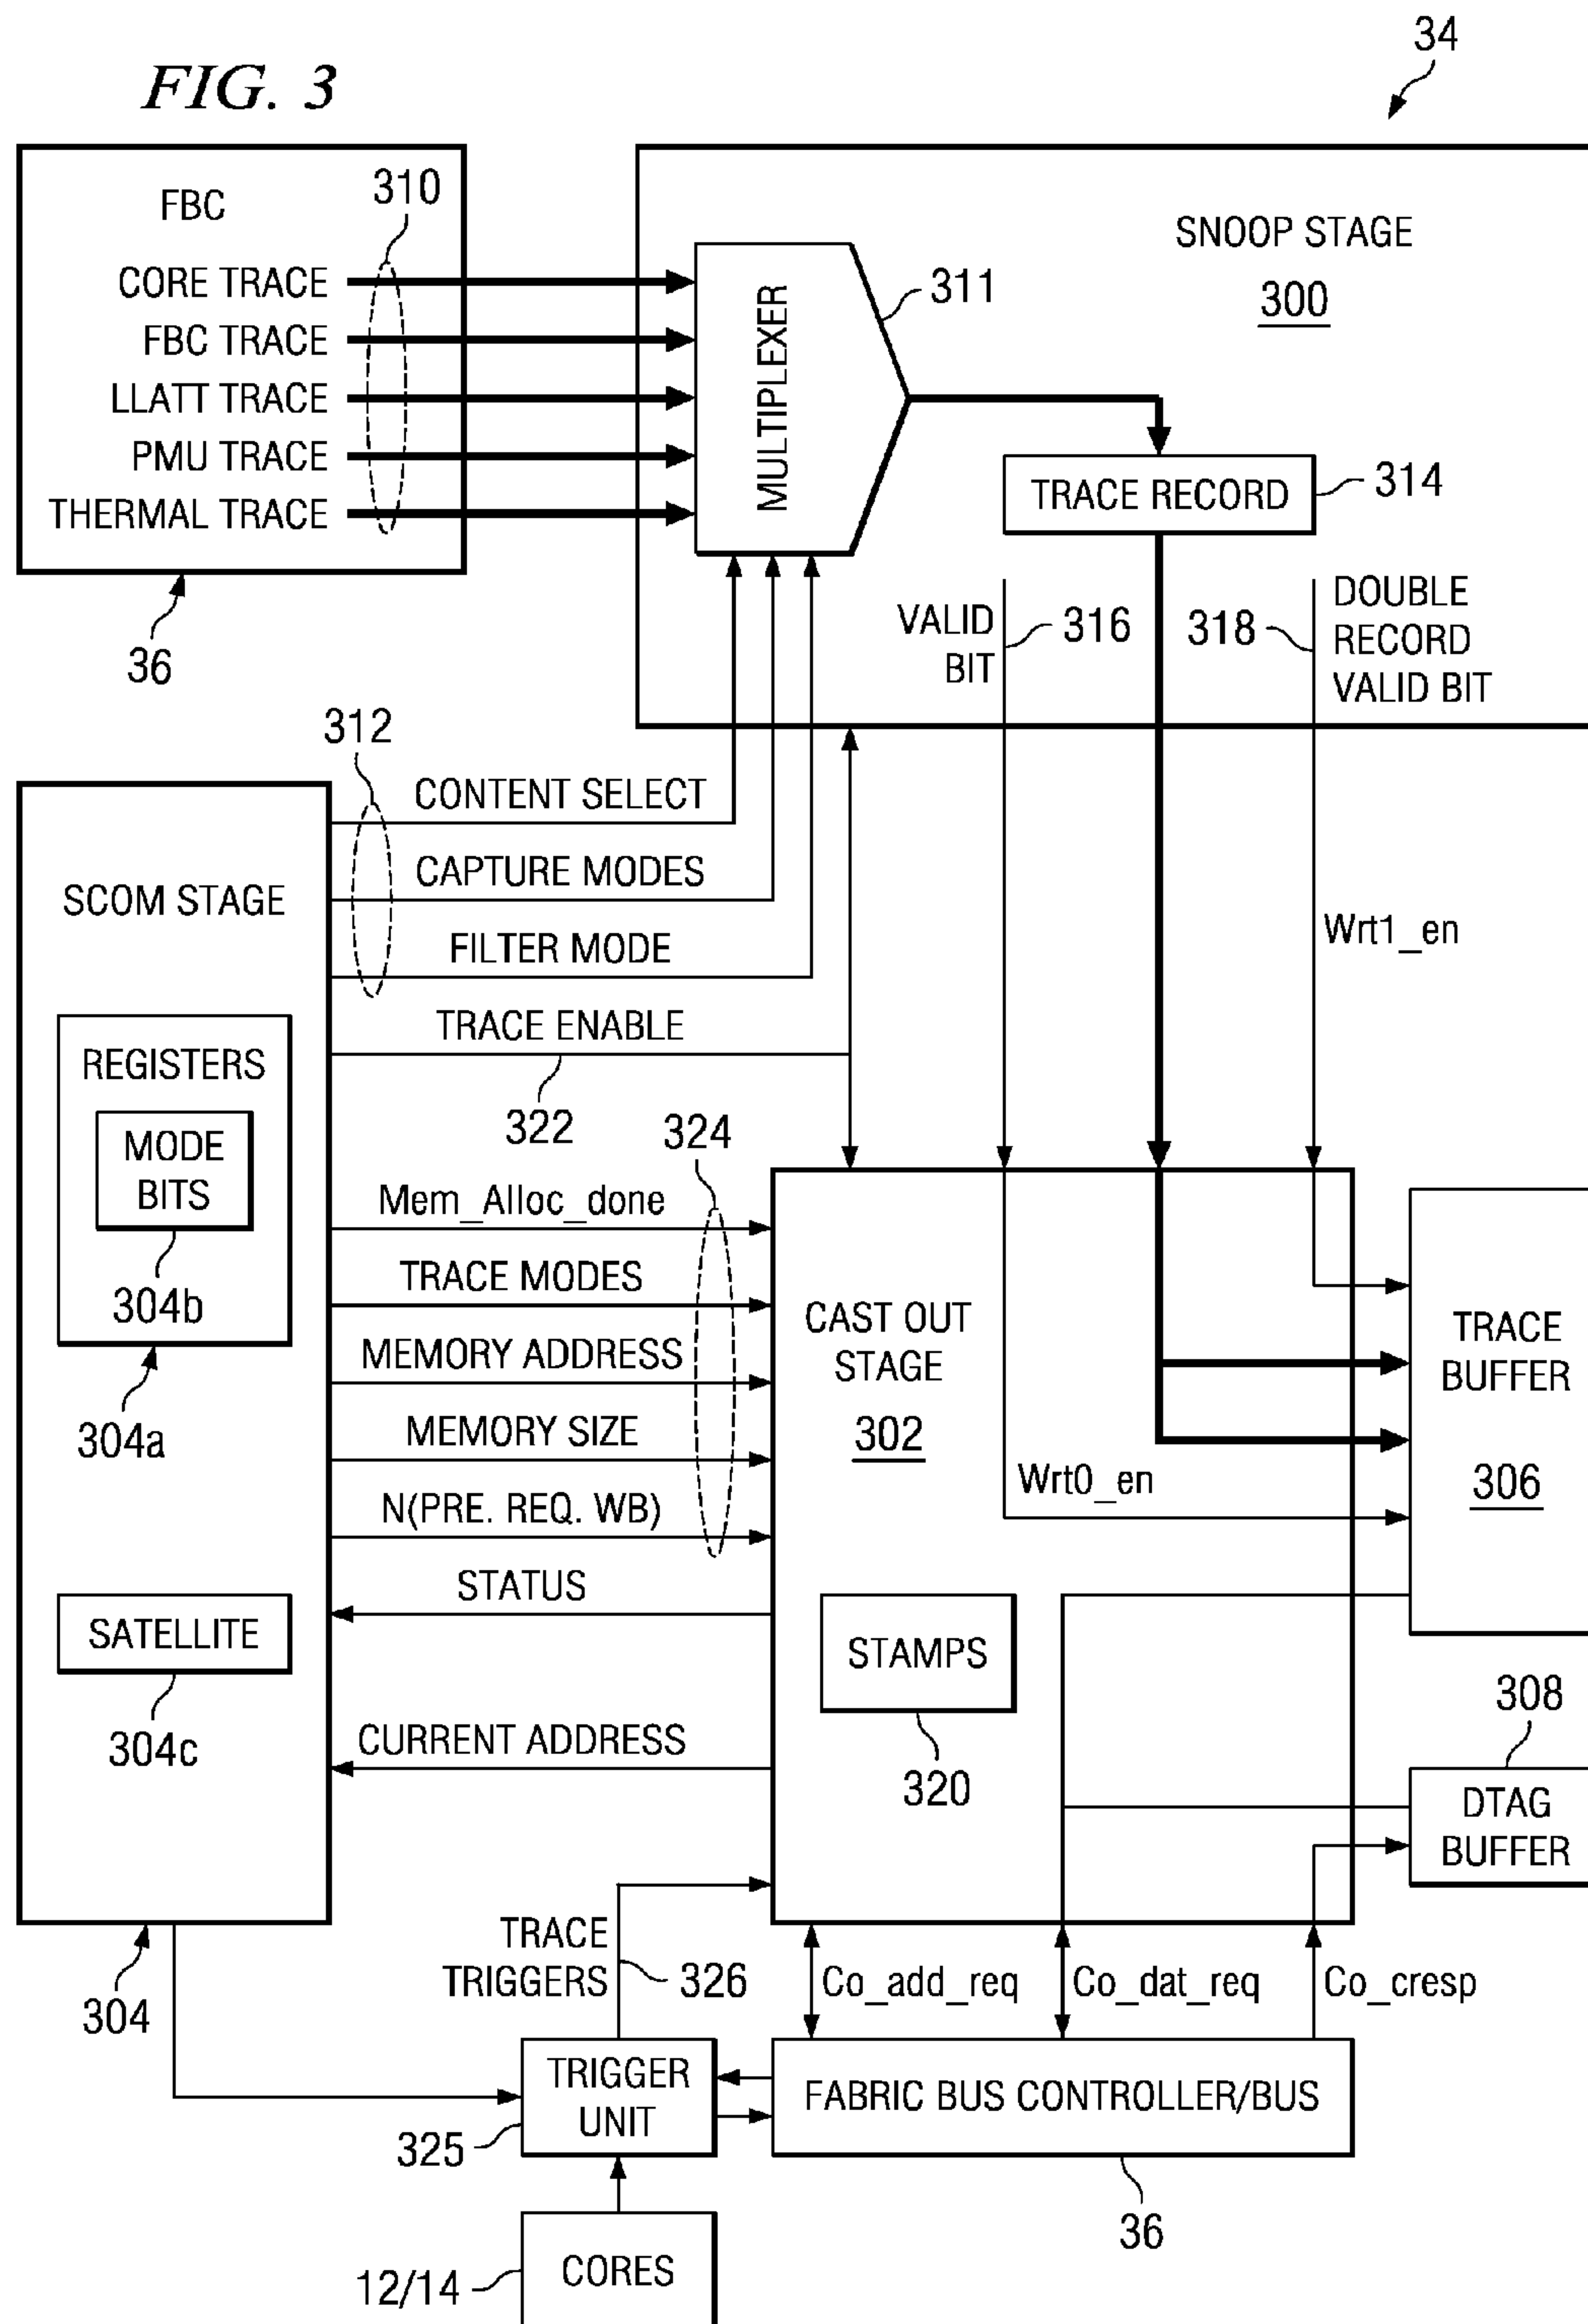 FIG. 3
34
FBC
310
CORE TRACE
FBC TRACE
LLATT TRACE
PMU TRACE
THERMAL TRACE
36
SNOOP STAGE
300
MULTIPLEXER
311
TRACE RECORD
314
VALID
BIT
316
318
DOUBLE
RECORD
VALID BIT
312
CONTENT SELECT
CAPTURE MODES
FILTER MODE
TRACE ENABLE
322
SCOM STAGE
REGISTERS
MODE
BITS
304b
304a
SATELLITE
304c
304
324
Mem_Alloc_done
TRACE MODES
MEMORY ADDRESS
MEMORY SIZE
N(PRE. REQ. WB)
STATUS
CURRENT ADDRESS
Wrt1_en
CAST OUT
STAGE
302
Wrt0_en
STAMPS
320
TRACE
BUFFER
306
308
DTAG
BUFFER
TRACE
TRIGGERS
326
Co_add_req
Co_dat_req
Co_cresp
TRIGGER
UNIT
325
FABRIC BUS CONTROLLER/BUS
36
CORES
12/14